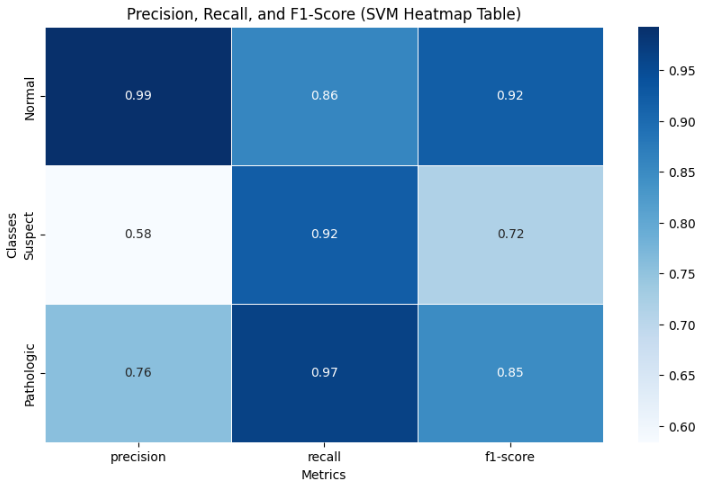 Precision, Recall, and F1-Score (SVM Heatmap Table)
Classes
Normal
0.99 0.86 0.92
Suspect
0.58 0.92 0.72
Pathologic
0.76 0.97 0.85
precision recall f1-score
Metrics
0.95
0.90
0.85
0.80
0.75
0.70
0.65
0.60